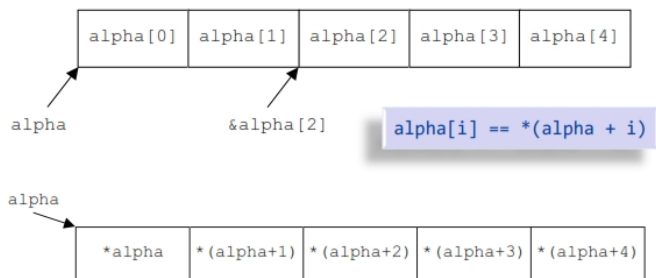 alpha[0] alpha[1] alpha[2] alpha[3] alpha[4]
alpha &alpha[2]
alpha[i] == *(alpha + i)
alpha
*alpha *(alpha+1) *(alpha+2) *(alpha+3) *(alpha+4)